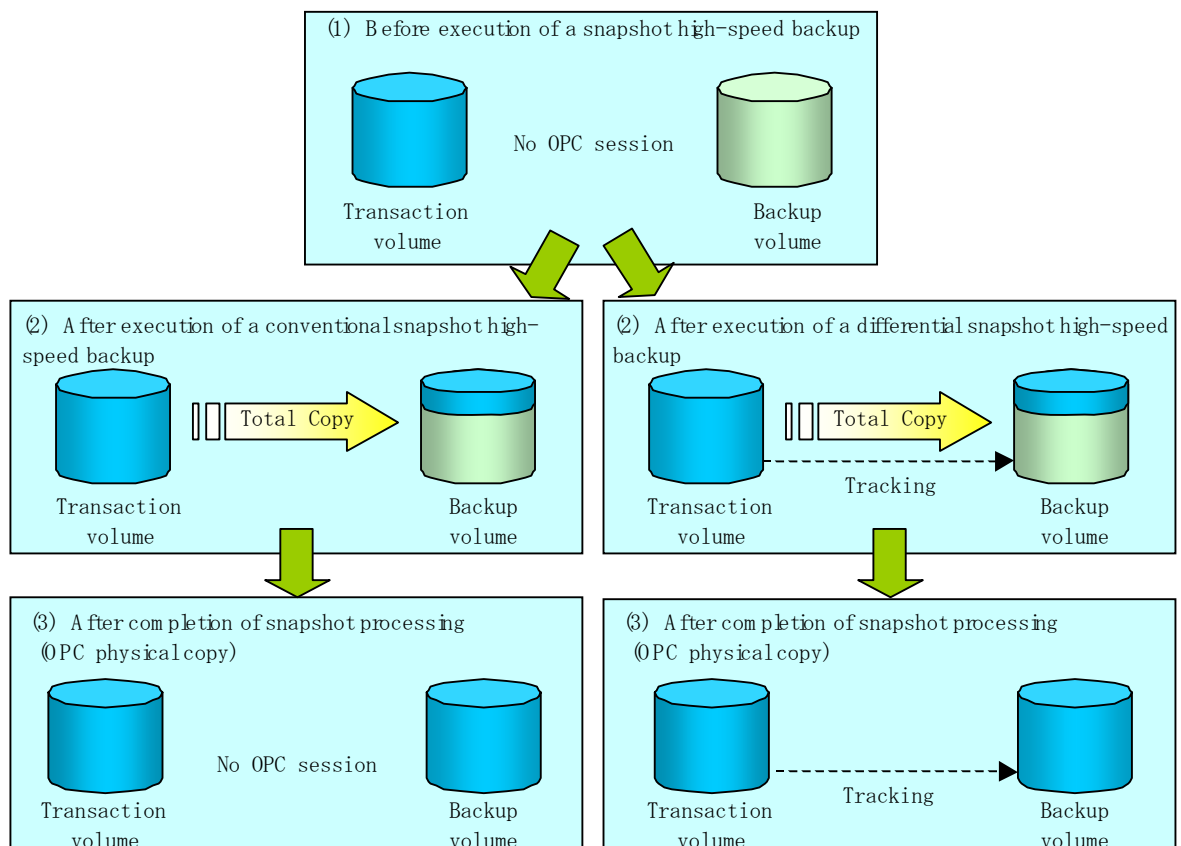 (1) Before execution of a snapshot high-speed backup
No OPC session
Transaction
volume
Backup
volume
(2) After execution of a conventional snapshot high-
speed backup
Total Copy
Transaction
volume
Backup
volume
(2) After execution of a differential snapshot high-speed
backup
Total Copy
Tracking
Transaction
volume
Backup
volume
(3) After completion of snapshot processing
(OPC physical copy)
No OPC session
Transaction
volume
Backup
volume
(3) After completion of snapshot processing
(OPC physical copy)
Tracking
Transaction
volume
Backup
volume